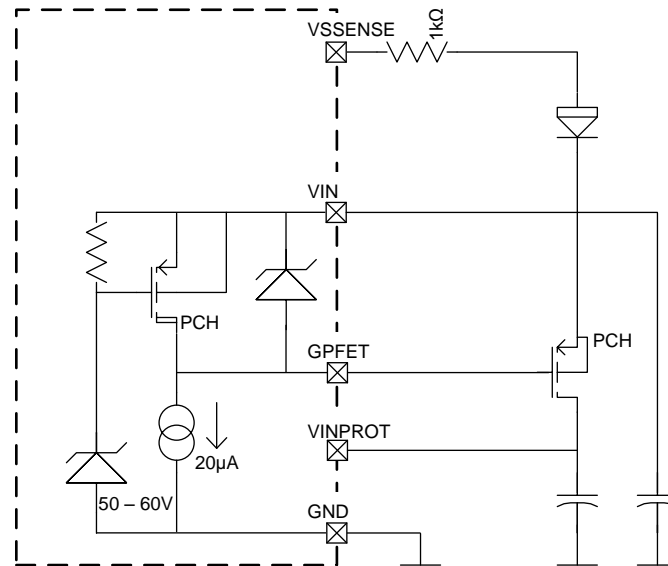 VSSENSE
1kΩ
VIN
PCH
PCH
GPFET
VINPROT
20µA
50 – 60V
GND